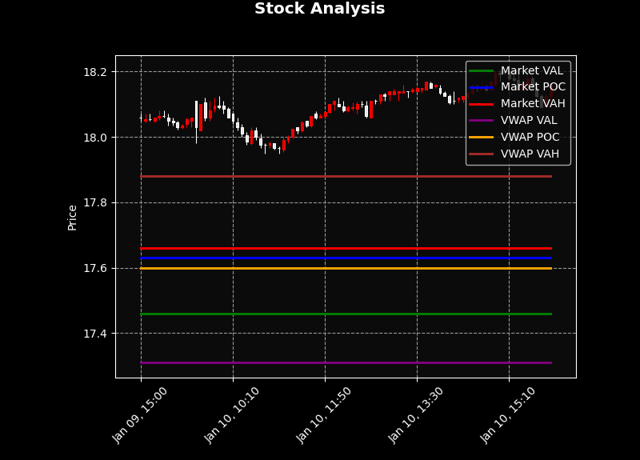 Stock Analysis
Market VAL
Market POC
Market VAH
VWAP VAL
VWAP POC
VWAP VAH
Price
18.2
18.0
17.8
17.6
17.4
Jan 09, 15:00
Jan 10, 10:10
Jan 10, 11:50
Jan 10, 13:30
Jan 10, 15:10